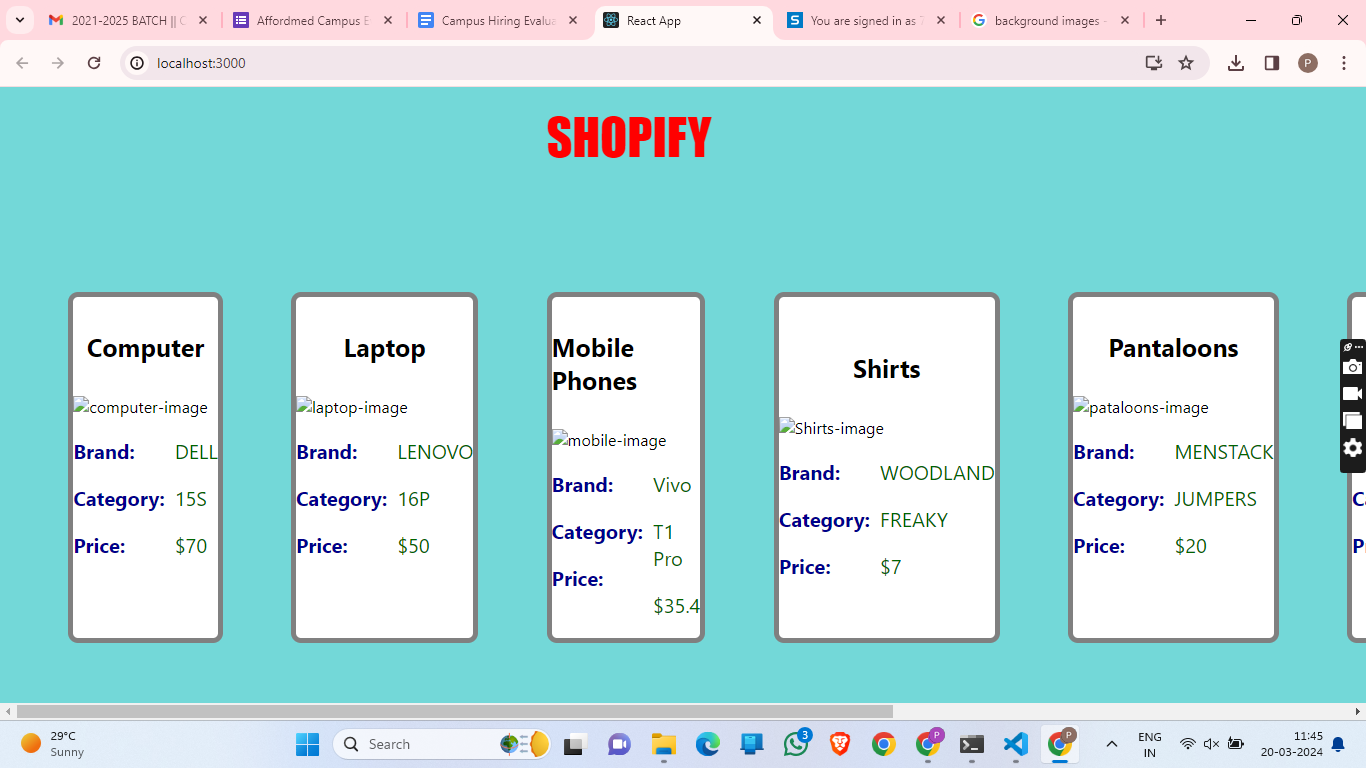 2021-2025 BATCH || C
Affordmed Campus E
Campus Hiring Evalua
React App
You are signed in as 7
background images -
localhost:3000
P
SHOPIFY
Computer
computer-image
Brand: DELL
Category: 15S
Price: $70
Laptop
laptop-image
Brand: LENOVO
Category: 16P
Price: $50
Mobile
Phones
mobile-image
Brand: Vivo
Category: T1
Pro
Price:
$35.4
Shirts
Shirts-image
Brand: WOODLAND
Category: FREAKY
Price: $7
Pantaloons
pataloons-image
Brand: MENSTACK
Category: JUMPERS
Price: $20
29°C
Sunny
Search
3
P
P
ENG
IN
11:45
20-03-2024